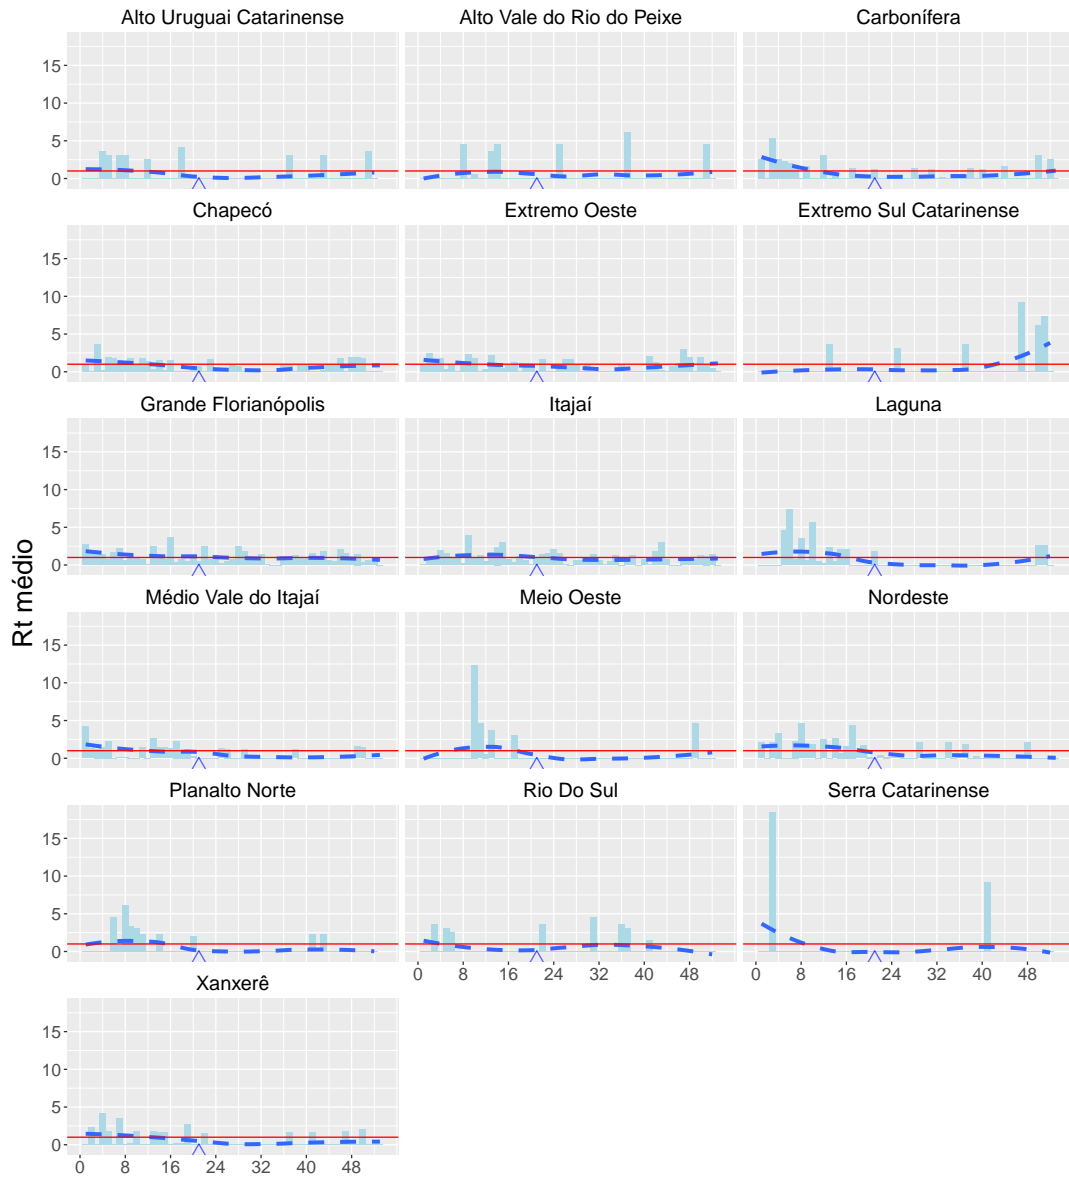 Alto Uruguai Catarinense Alto Vale do Rio do Peixe Carbonífera
15
10
5
0
Chapecó Extremo Oeste Extremo Sul Catarinense
15
10
5
0
Grande Florianópolis Itajaí Laguna
15
10
5
0
Rt médio
Médio Vale do Itajaí Meio Oeste Nordeste
15
10
5
0
Planalto Norte Rio Do Sul Serra Catarinense
15
10
5
0
0 8 16 24 32 40 48 0 8 16 24 32 40 48
Xanxerê
15
10
5
0
0 8 16 24 32 40 48